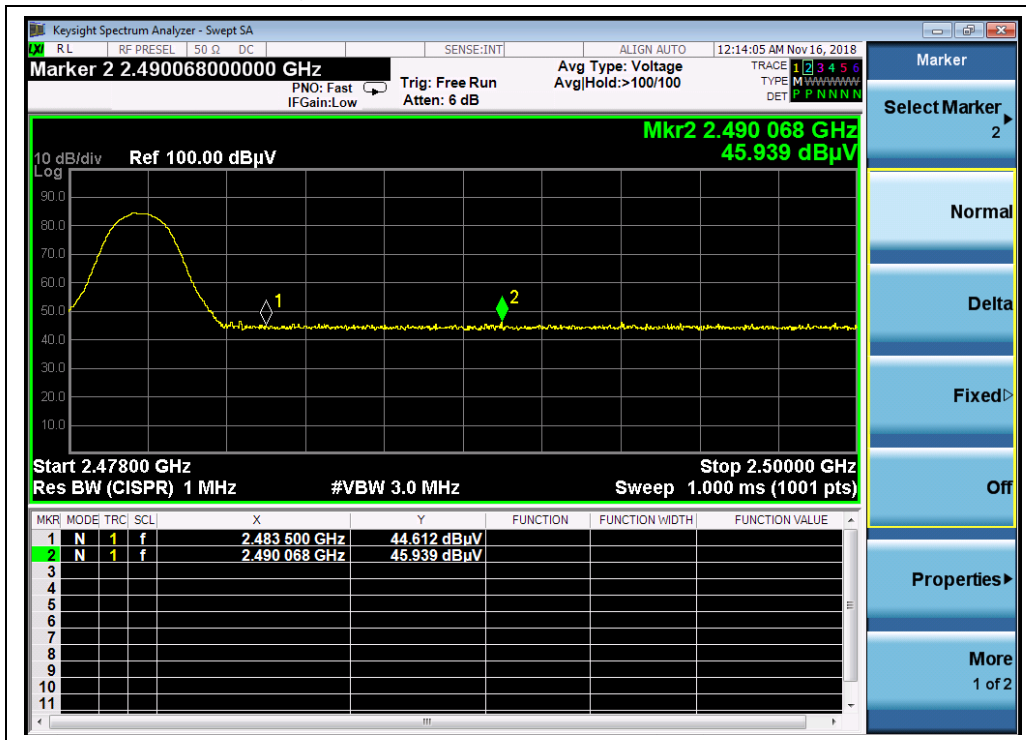 Keysight Spectrum Analyzer - Swept SA
LXI RL RF PRESEL 50 Ω DC SENSE:INT ALIGN AUTO 12:14:05 AM Nov 16, 2018
Marker 2 2.490068000000 GHz
PNO: Fast
IFGain:Low
Trig: Free Run
Atten: 6 dB
Avg Type: Voltage
Avg|Hold:>100/100
TRACE 1 2 3 4 5 6
TYPE M WWWWW
DET P P N N N N
Mkr2 2.490 068 GHz
45.939 dBµV
10 dB/div Ref 100.00 dBµV
Log
90.0
80.0
70.0
60.0
50.0
40.0
30.0
20.0
10.0
1
2
Start 2.47800 GHz Stop 2.50000 GHz
Res BW (CISPR) 1 MHz #VBW 3.0 MHz Sweep 1.000 ms (1001 pts)
MKR MODE TRC SCL X Y FUNCTION FUNCTION WIDTH FUNCTION VALUE
1 N 1 f 2.483 500 GHz 44.612 dBµV
2 N 1 f 2.490 068 GHz 45.939 dBµV
3
4
5
6
7
8
9
10
11
Marker
Select Marker
2
Normal
Delta
Fixed
Off
Properties
More
1 of 2